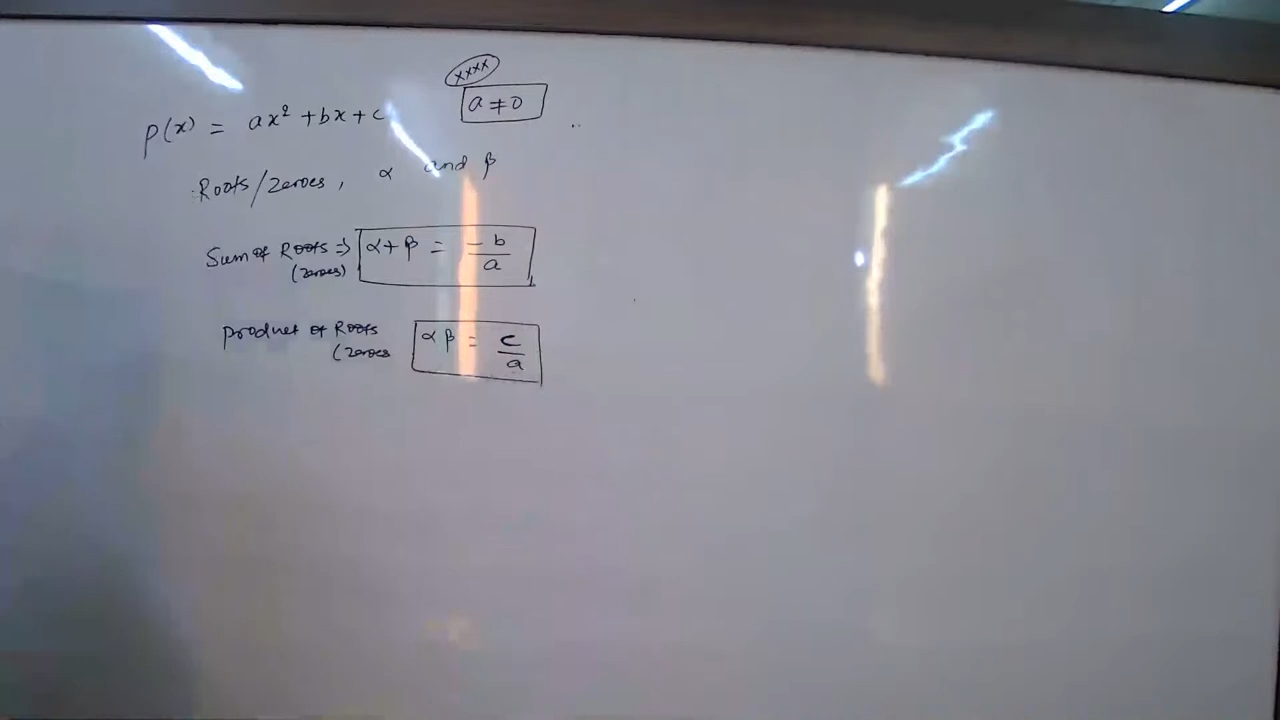 xxxx
p(x) = ax² + bx + c    a ≠ 0
Roots/zeroes, α and β
Sum of Roots ⇒ α + β = -b/a
(zeroes)
product of Roots αβ = c/a
(zeroes